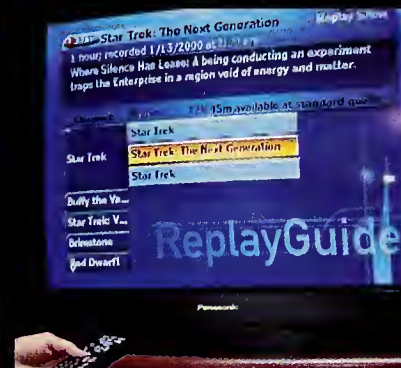 Star Trek: The Next Generation
Replay Show
1 hour; recorded 1/13/2000 at
Where Silence Has Lease: A being conducting an experiment
traps the Enterprise in a region void of energy and matter.
15m available at standard
Star Trek
Star Trek
Star Trek: The Next Generation
Star Trek
Buffy the Va...
Star Trek: V...
Brimstone
Red Dwarf
ReplayGuide
Panasonic